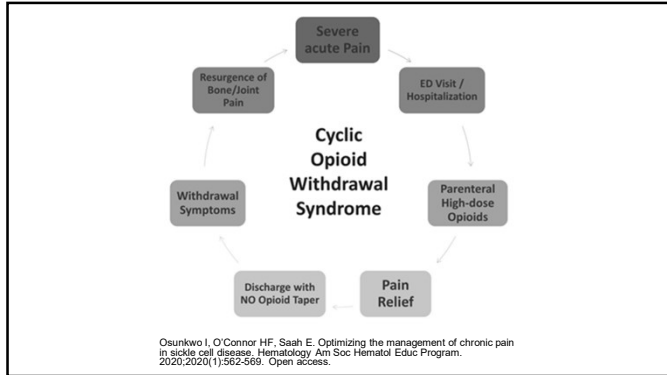 Severe
acute Pain
ED Visit /
Hospitalization
Parenteral
High-dose
Opioids
Pain
Relief
Discharge with
NO Opioid Taper
Withdrawal
Symptoms
Resurgence of
Bone/Joint
Pain
Cyclic
Opioid
Withdrawal
Syndrome
Osunkwo I, O'Connor HF, Saah E. Optimizing the management of chronic pain
in sickle cell disease. Hematology Am Soc Hematol Educ Program.
2020;2020(1):562-569. Open access.